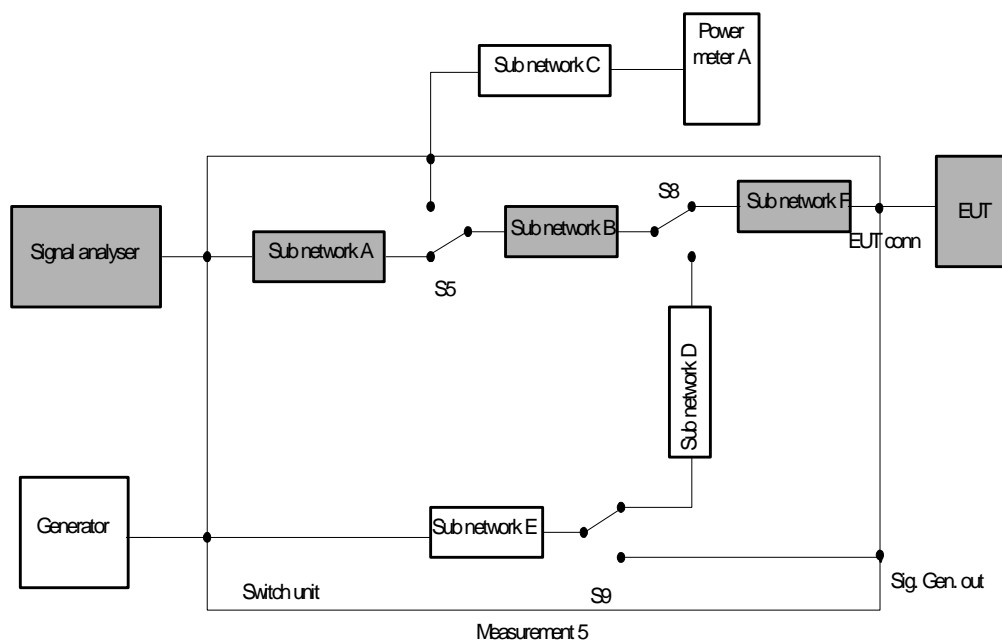 Power
meter A
Sub network C
S8
Sub network F
EUT
Signal analyser
Sub network A
Sub network B
EUT conn
S5
Sub network D
Generator
Sub network E
Sig. Gen. out
Switch unit
S9
Measurement 5